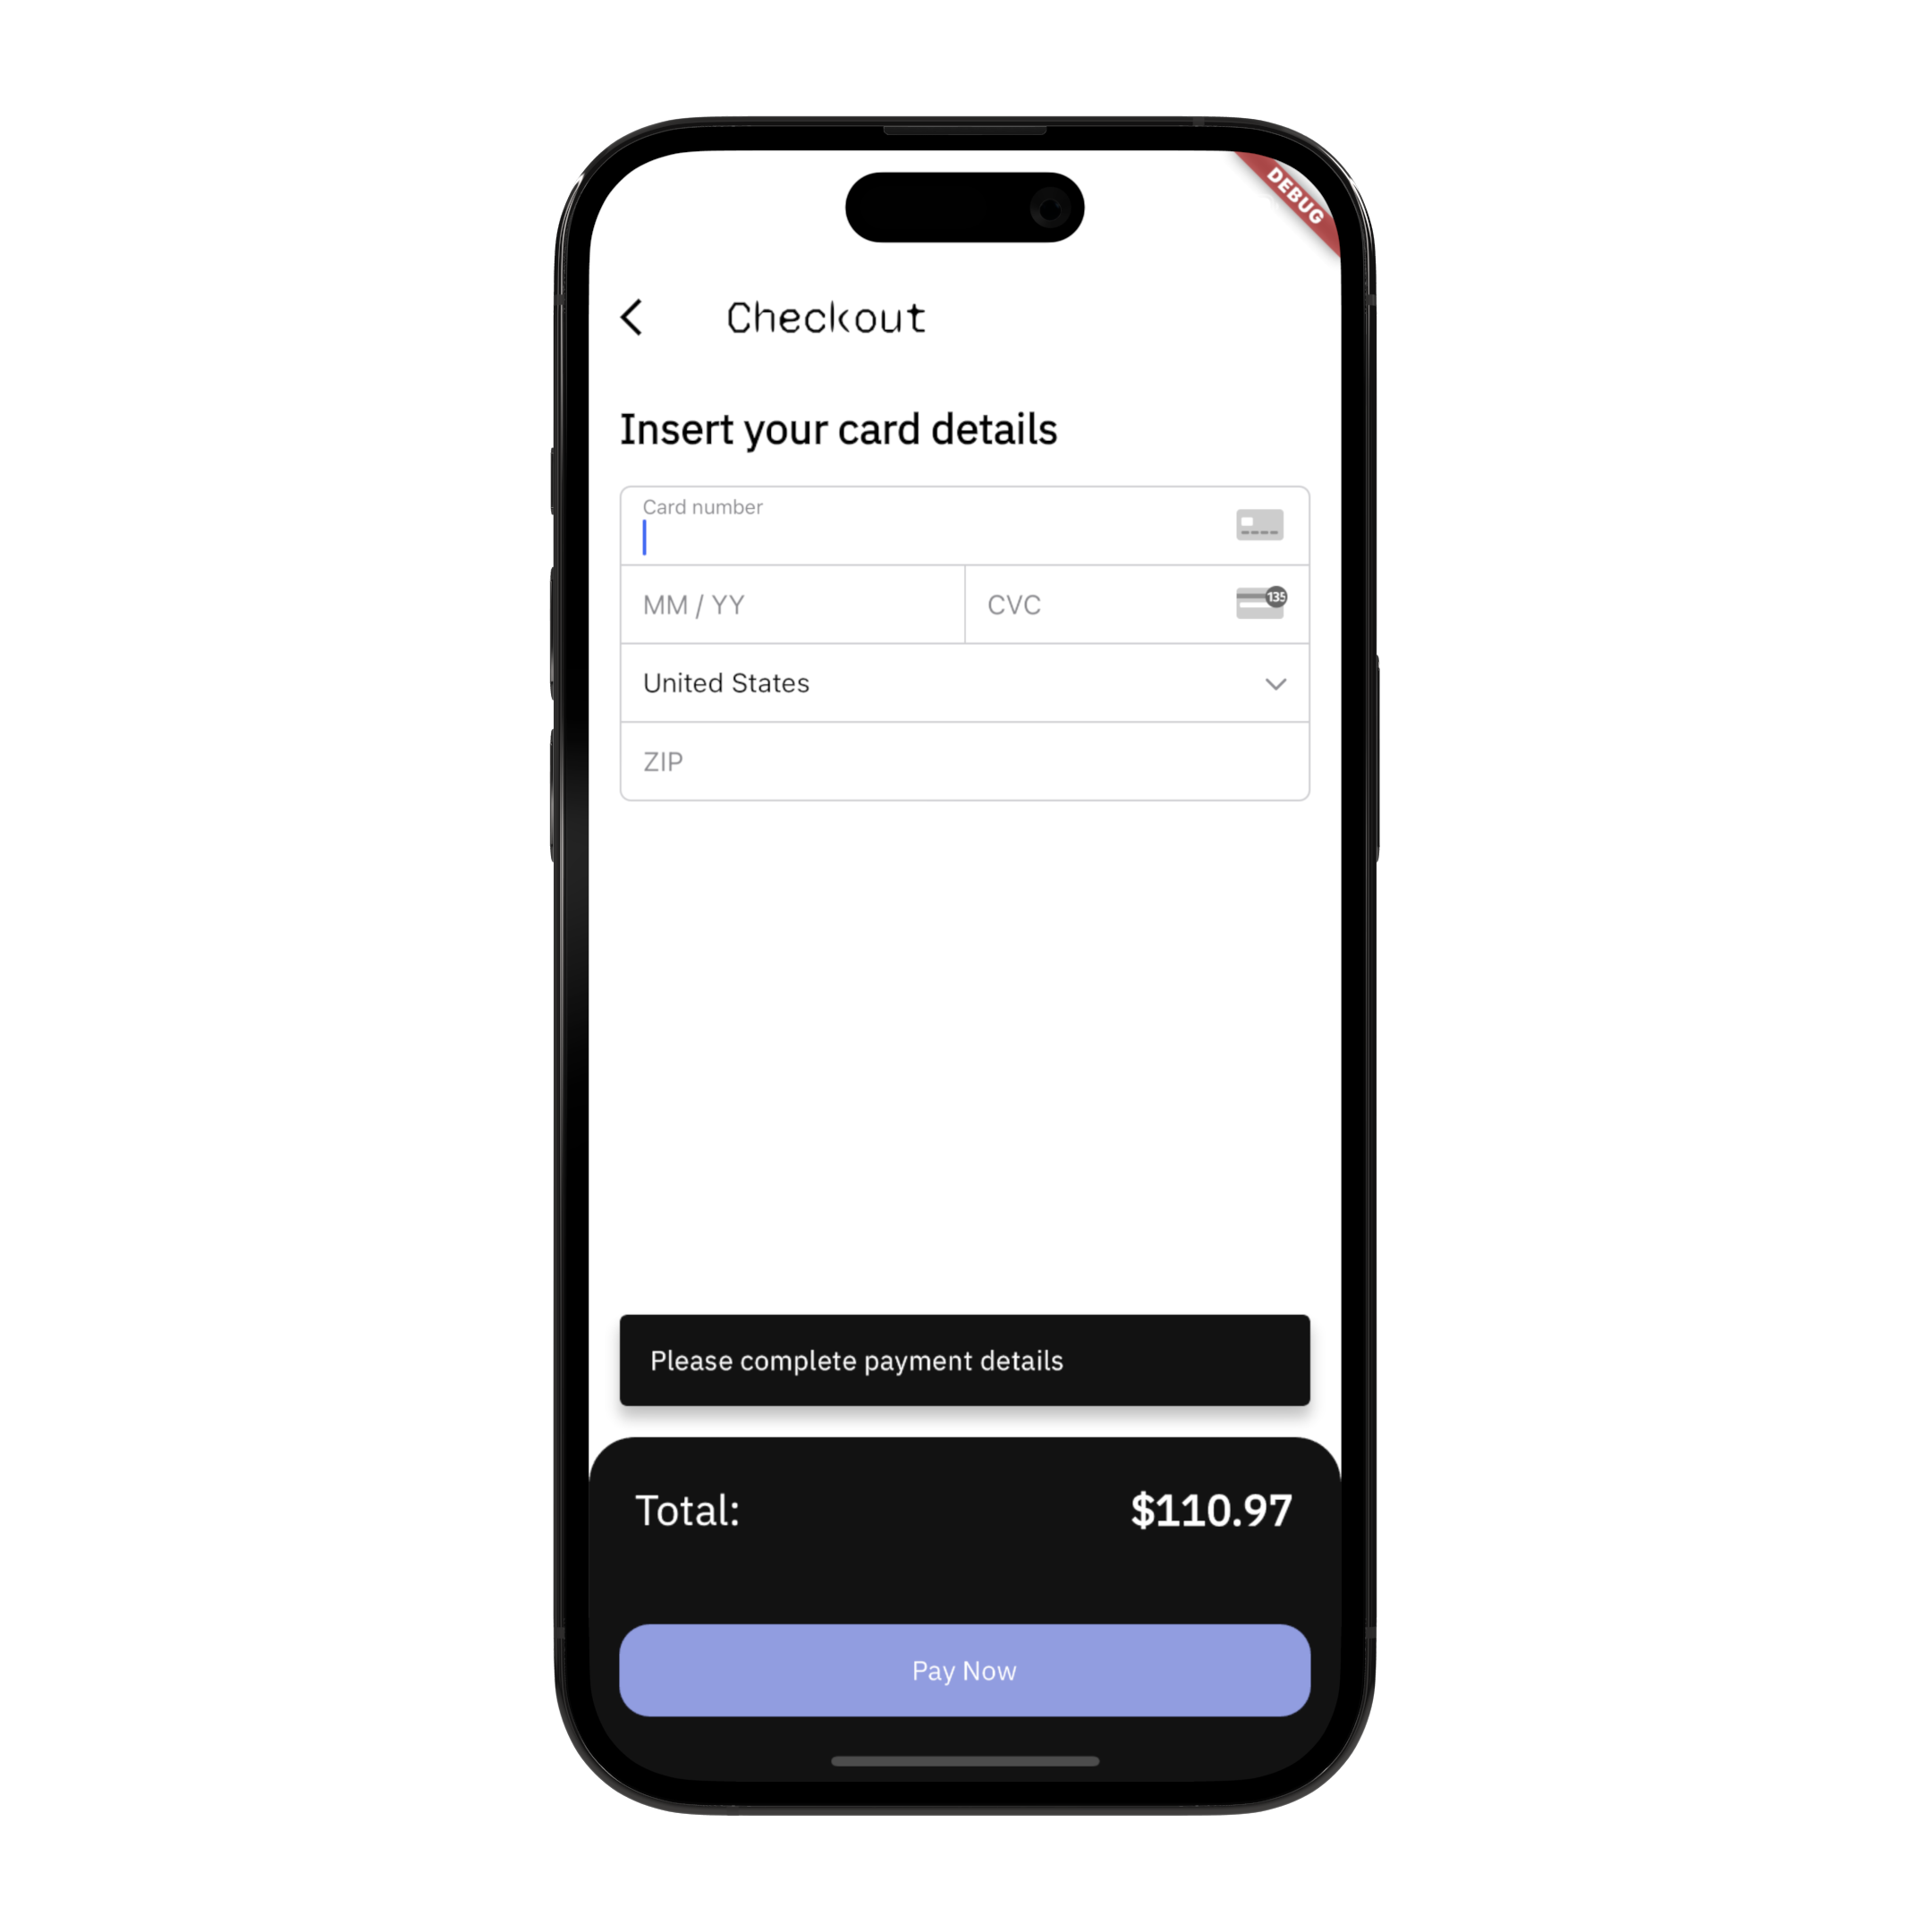 DEBUG
Checkout
Insert your card details
Card number
MM / YY
CVC
135
United States
ZIP
Please complete payment details
Total:
$110.97
Pay Now